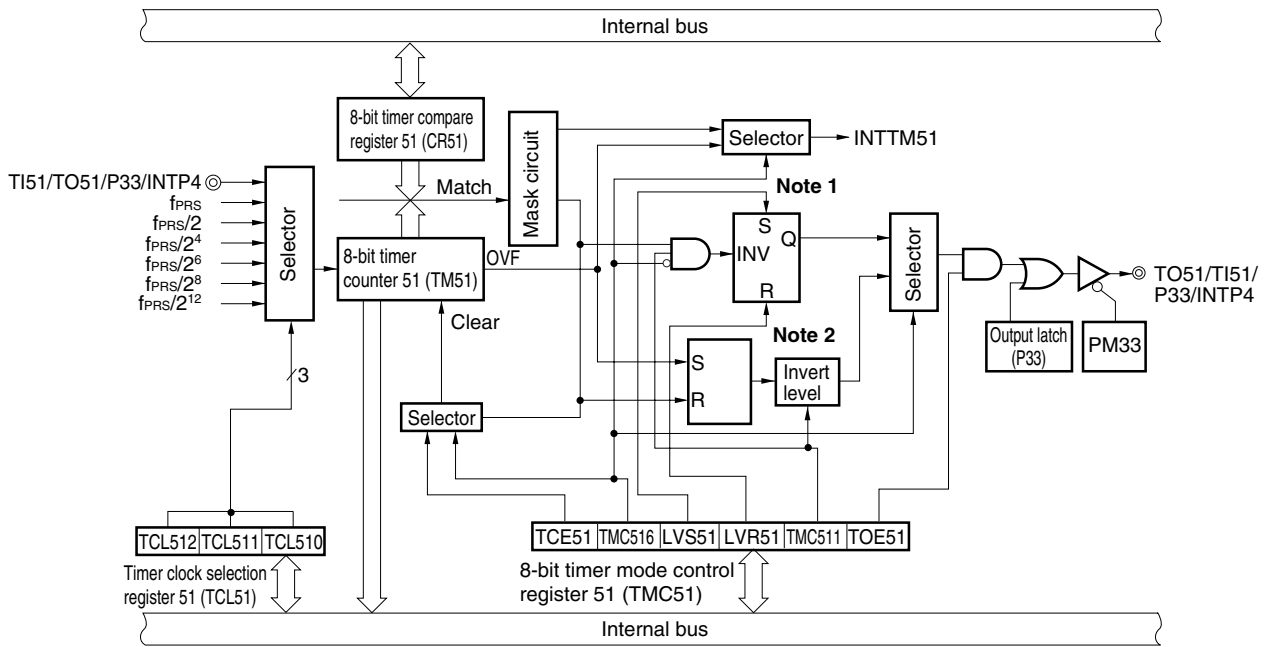 Internal bus
8-bit timer compare
register 51 (CR51)
Mask circuit
Selector
INTTM51
TI51/TO51/P33/INTP4
fPRS
fPRS/2
fPRS/2⁴
fPRS/2⁶
fPRS/2⁸
fPRS/2¹²
Selector
Match
Note 1
8-bit timer
counter 51 (TM51)
OVF
Clear
S
INV
Q
R
Selector
TO51/TI51/
P33/INTP4
Note 2
Output latch
(P33)
PM33
S
R
Invert
level
3
Selector
TCL512
TCL511
TCL510
Timer clock selection
register 51 (TCL51)
TCE51
TMC516
LVS51
LVR51
TMC511
TOE51
8-bit timer mode control
register 51 (TMC51)
Internal bus